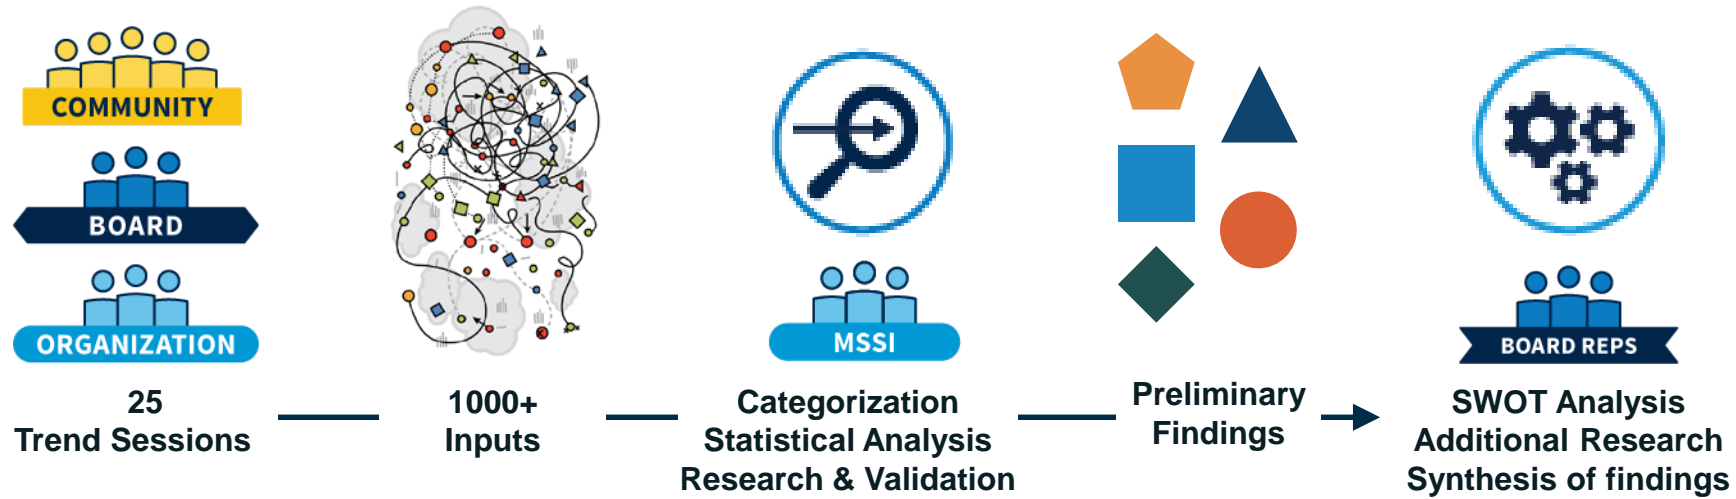 COMMUNITY
BOARD
ORGANIZATION
25
Trend Sessions
1000+
Inputs
MSSI
Categorization
Statistical Analysis
Research & Validation
Preliminary
Findings
BOARD REPS
SWOT Analysis
Additional Research
Synthesis of findings